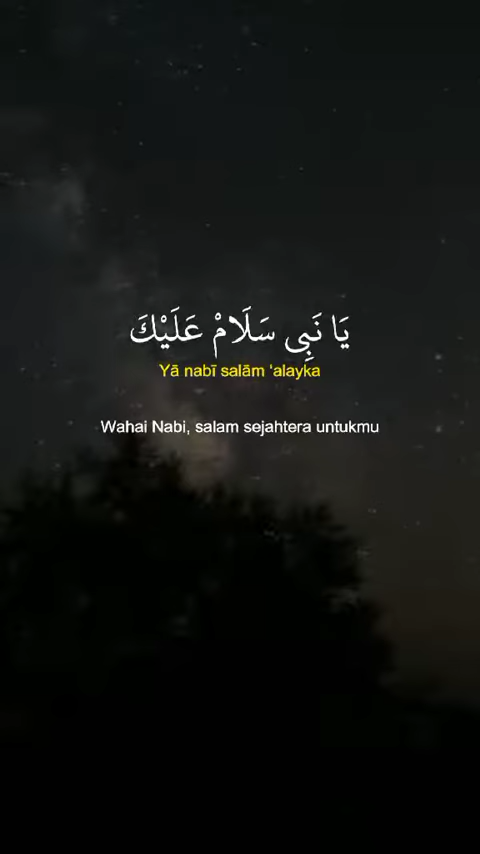 يَا نَبِى سَلَامْ عَلَيْكَ
Yā nabī salām ‘alayka
Wahai Nabi, salam sejahtera untukmu